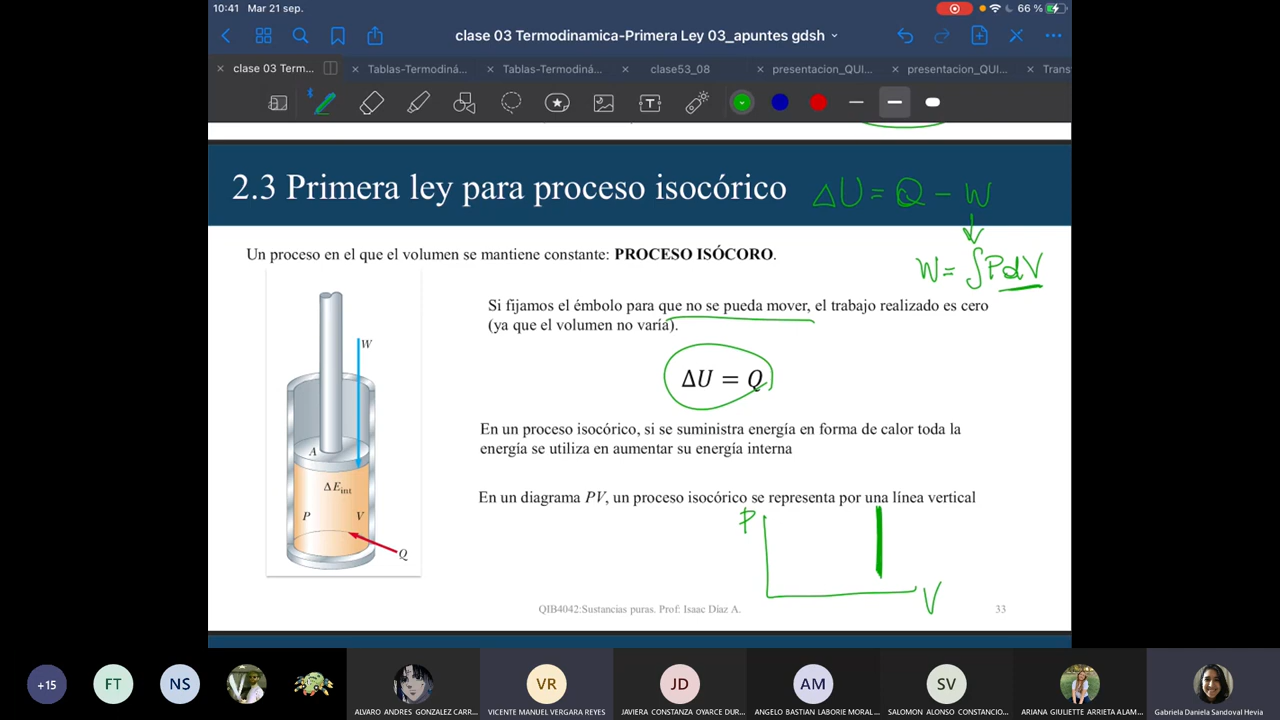 10:41 Mar 21 sep.
66 %
clase 03 Termodinamica-Primera Ley 03_apuntes gdsh
clase 03 Term...
Tablas-Termodiná...
Tablas-Termodiná...
clase53_08
presentacion_QUI...
presentacion_QUI...
Trans
2.3 Primera ley para proceso isocórico
ΔU = Q − W
Un proceso en el que el volumen se mantiene constante: PROCESO ISÓCORO.
W = ∫PdV
Si fijamos el émbolo para que no se pueda mover, el trabajo realizado es cero
(ya que el volumen no varía).
W
ΔU = Q
En un proceso isocórico, si se suministra energía en forma de calor toda la
energía se utiliza en aumentar su energía interna
A
ΔEint
P
V
Q
En un diagrama PV, un proceso isocórico se representa por una línea vertical
P
V
QIB4042:Sustancias puras. Prof: Isaac Diaz A.
33
+15
FT
NS
VR
JD
AM
SV
ALVARO ANDRES GONZALEZ CARR...
VICENTE MANUEL VERGARA REYES
JAVIERA CONSTANZA OYARCE DUR...
ANGELO BASTIAN LABORIE MORAL...
SALOMON ALONSO CONSTANCIO...
ARIANA GIULIETTE ARRIETA ALAM...
Gabriela Daniela Sandoval Hevia